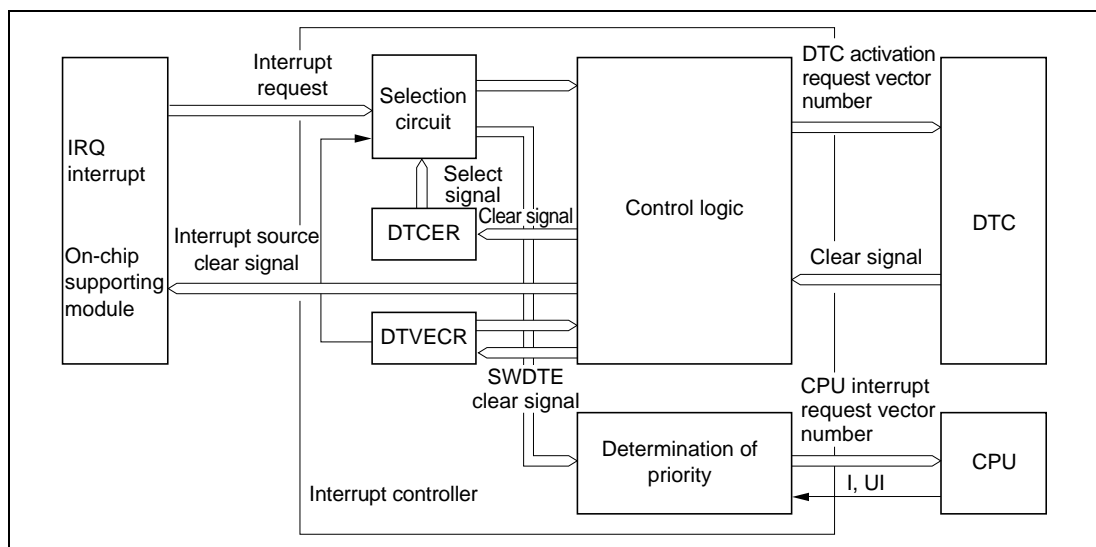 Interrupt
request
IRQ
interrupt
On-chip
supporting
module
Interrupt source
clear signal
Selection
circuit
Select
signal
DTCER
Clear signal
DTVECR
SWDTE
clear signal
Control logic
DTC activation
request vector
number
DTC
Clear signal
CPU interrupt
request vector
number
Determination of
priority
CPU
I, UI
Interrupt controller